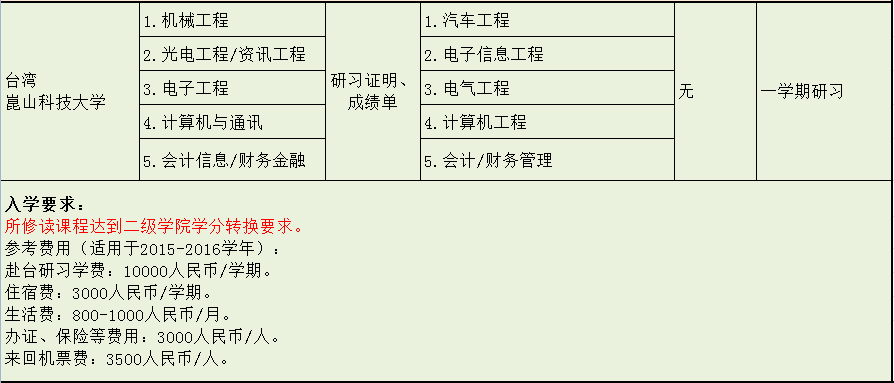 台湾
崑山科技大学
1.机械工程
2.光电工程/资讯工程
3.电子工程
4.计算机与通讯
5.会计信息/财务金融
研习证明、
成绩单
1.汽车工程
2.电子信息工程
3.电气工程
4.计算机工程
5.会计/财务管理
无
一学期研习
入学要求：
所修读课程达到二级学院学分转换要求。
参考费用（适用于2015-2016学年）：
赴台研习学费：10000人民币/学期。
住宿费：3000人民币/学期。
生活费：800-1000人民币/月。
办证、保险等费用：3000人民币/人。
来回机票费：3500人民币/人。